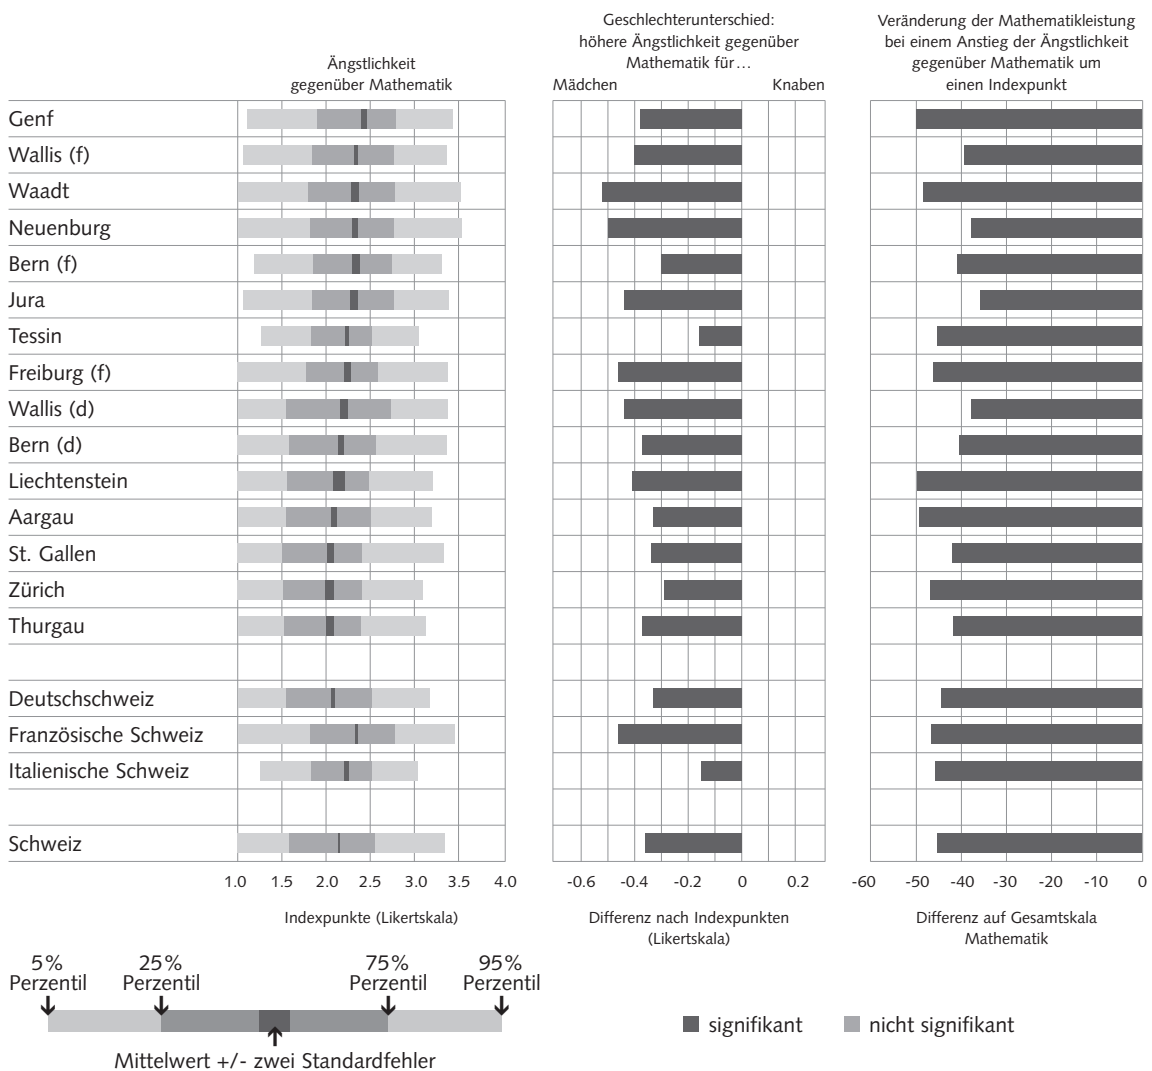 Ängstlichkeit
gegenüber Mathematik
Geschlechterunterschied:
höhere Ängstlichkeit gegenüber
Mathematik für…
Mädchen Knaben
Veränderung der Mathematikleistung
bei einem Anstieg der Ängstlichkeit
gegenüber Mathematik um
einen Indexpunkt
Genf
Wallis (f)
Waadt
Neuenburg
Bern (f)
Jura
Tessin
Freiburg (f)
Wallis (d)
Bern (d)
Liechtenstein
Aargau
St. Gallen
Zürich
Thurgau
Deutschschweiz
Französische Schweiz
Italienische Schweiz
Schweiz
1.0 1.5 2.0 2.5 3.0 3.5 4.0
-0.6 -0.4 -0.2 0 0.2
-60 -50 -40 -30 -20 -10 0
Indexpunkte (Likertskala)
Differenz nach Indexpunkten
(Likertskala)
Differenz auf Gesamtskala
Mathematik
5% 25% 75% 95%
Perzentil Perzentil Perzentil Perzentil
Mittelwert +/- zwei Standardfehler
signifikant nicht signifikant